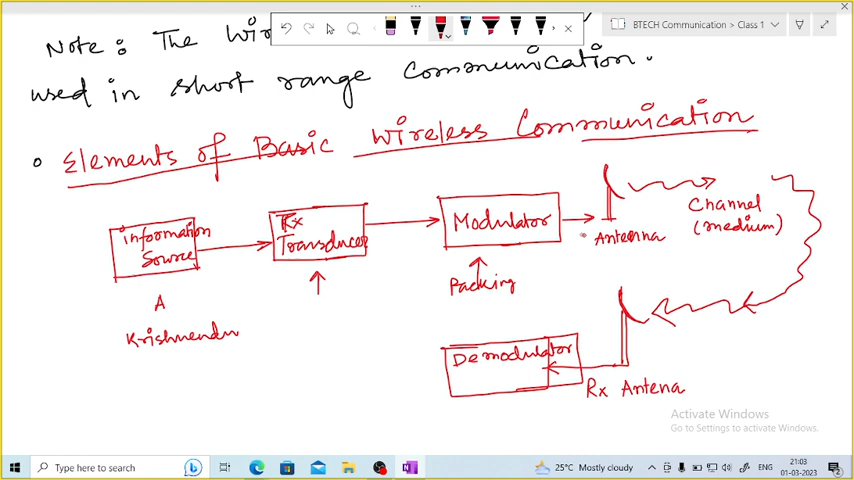 BTECH Communication > Class 1
Note: The
used in short range communication.
Elements of Basic Wireless Communication
Information
Source
Tx
Transducer
Modulator
Antenna
Channel
(medium)
A
Krishnendu
Packing
Demodulator
Rx Antena
Activate Windows
Go to Settings to activate Windows.
Type here to search
25°C Mostly cloudy
ENG
21:03
01-03-2023
2